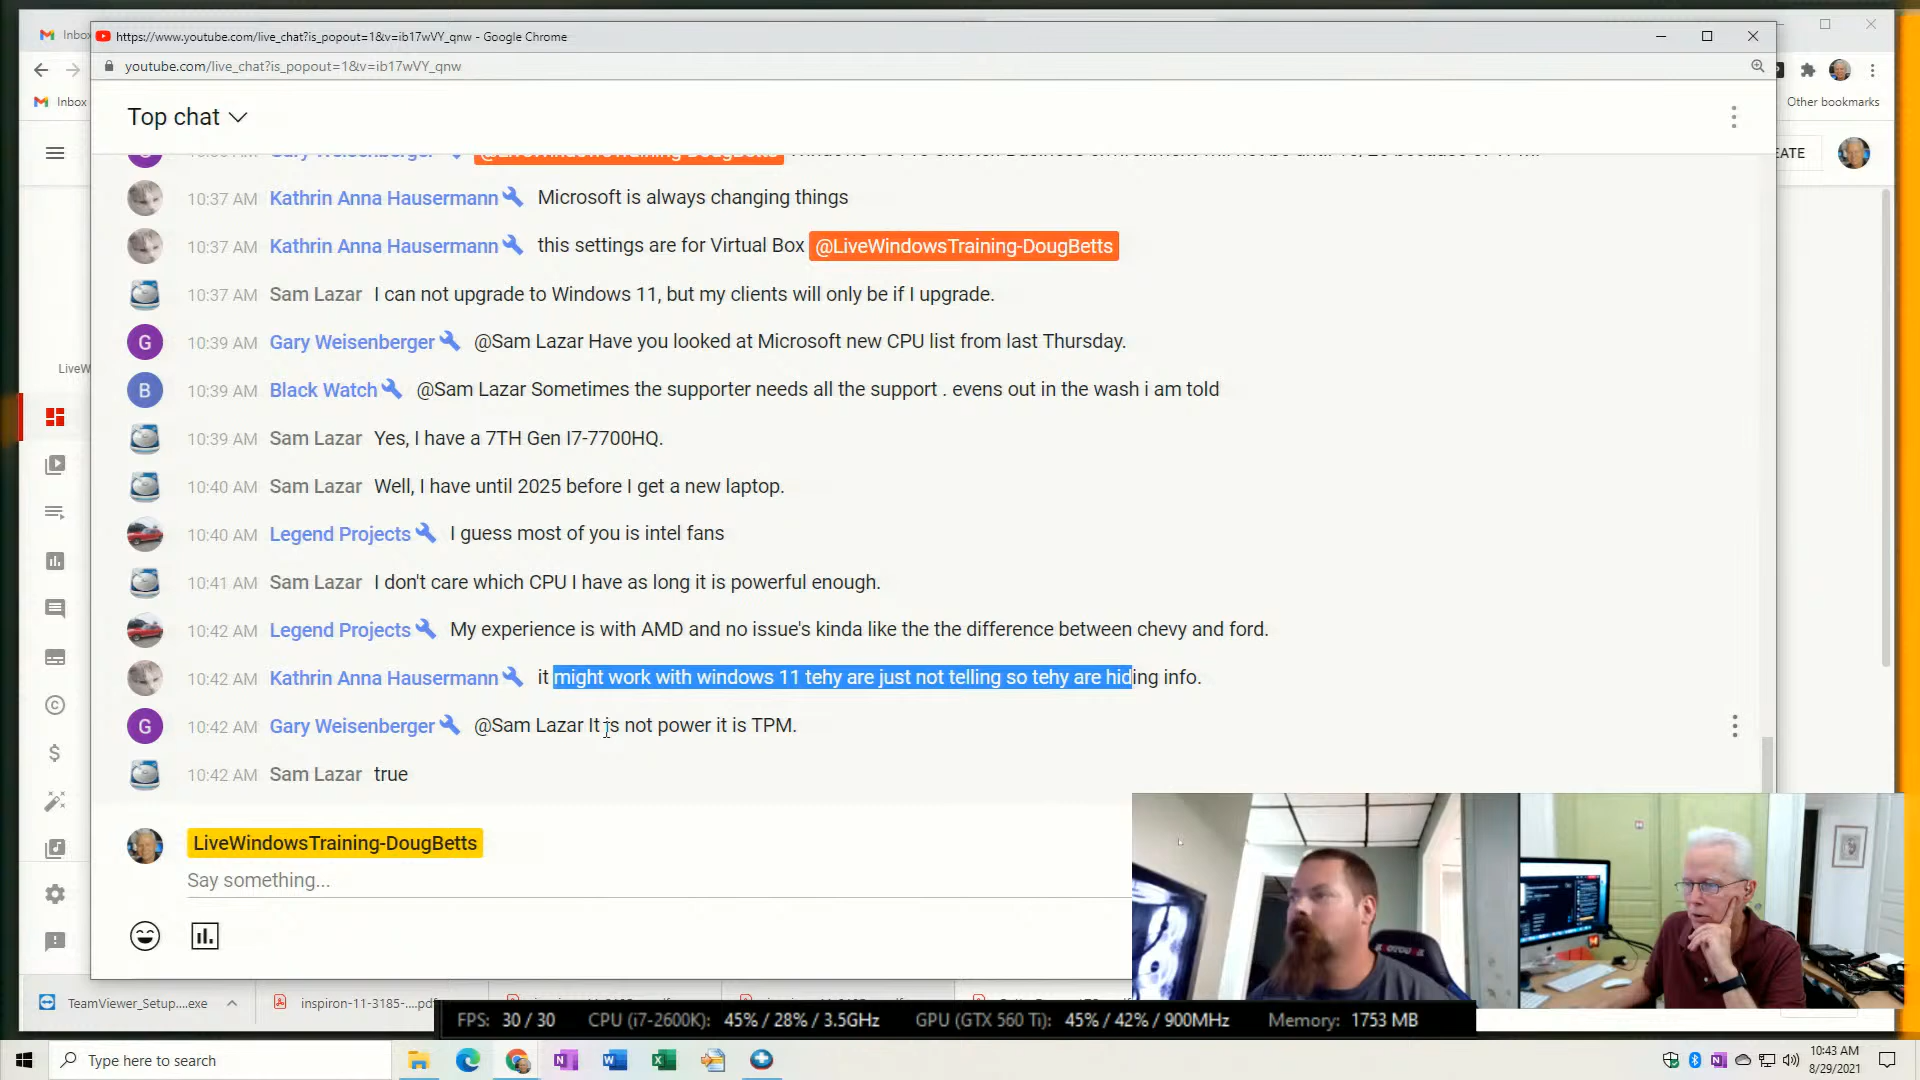 Inbo
https://www.youtube.com/live_chat?is_popout=1&v=ib17wVY_qnw - Google Chrome
youtube.com/live_chat?is_popout=1&v=ib17wVY_qnw
Inbox
Other bookmarks
Top chat
EATE
10:37 AM Kathrin Anna Hausermann Microsoft is always changing things
10:37 AM Kathrin Anna Hausermann this settings are for Virtual Box @LiveWindowsTraining-DougBetts
10:37 AM Sam Lazar I can not upgrade to Windows 11, but my clients will only be if I upgrade.
G 10:39 AM Gary Weisenberger @Sam Lazar Have you looked at Microsoft new CPU list from last Thursday.
LiveW
B 10:39 AM Black Watch @Sam Lazar Sometimes the supporter needs all the support . evens out in the wash i am told
10:39 AM Sam Lazar Yes, I have a 7TH Gen I7-7700HQ.
10:40 AM Sam Lazar Well, I have until 2025 before I get a new laptop.
10:40 AM Legend Projects I guess most of you is intel fans
10:41 AM Sam Lazar I don't care which CPU I have as long it is powerful enough.
10:42 AM Legend Projects My experience is with AMD and no issue's kinda like the the difference between chevy and ford.
10:42 AM Kathrin Anna Hausermann it might work with windows 11 tehy are just not telling so tehy are hiding info.
G 10:42 AM Gary Weisenberger @Sam Lazar It is not power it is TPM.
10:42 AM Sam Lazar true
LiveWindowsTraining-DougBetts
Say something...
TeamViewer_Setup....exe
inspiron-11-3185-....pdf
FPS: 30 / 30 CPU (i7-2600K): 45% / 28% / 3.5GHz GPU (GTX 560 Ti): 45% / 42% / 900MHz Memory: 1753 MB
Type here to search
10:43 AM
8/29/2021